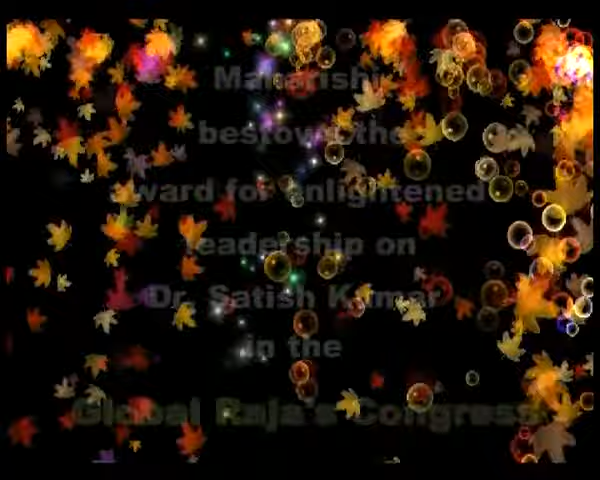 Maharishi
bestows the
award for enlightened
leadership on
Dr. Satish Kumar
in the
Global Raja's Congress